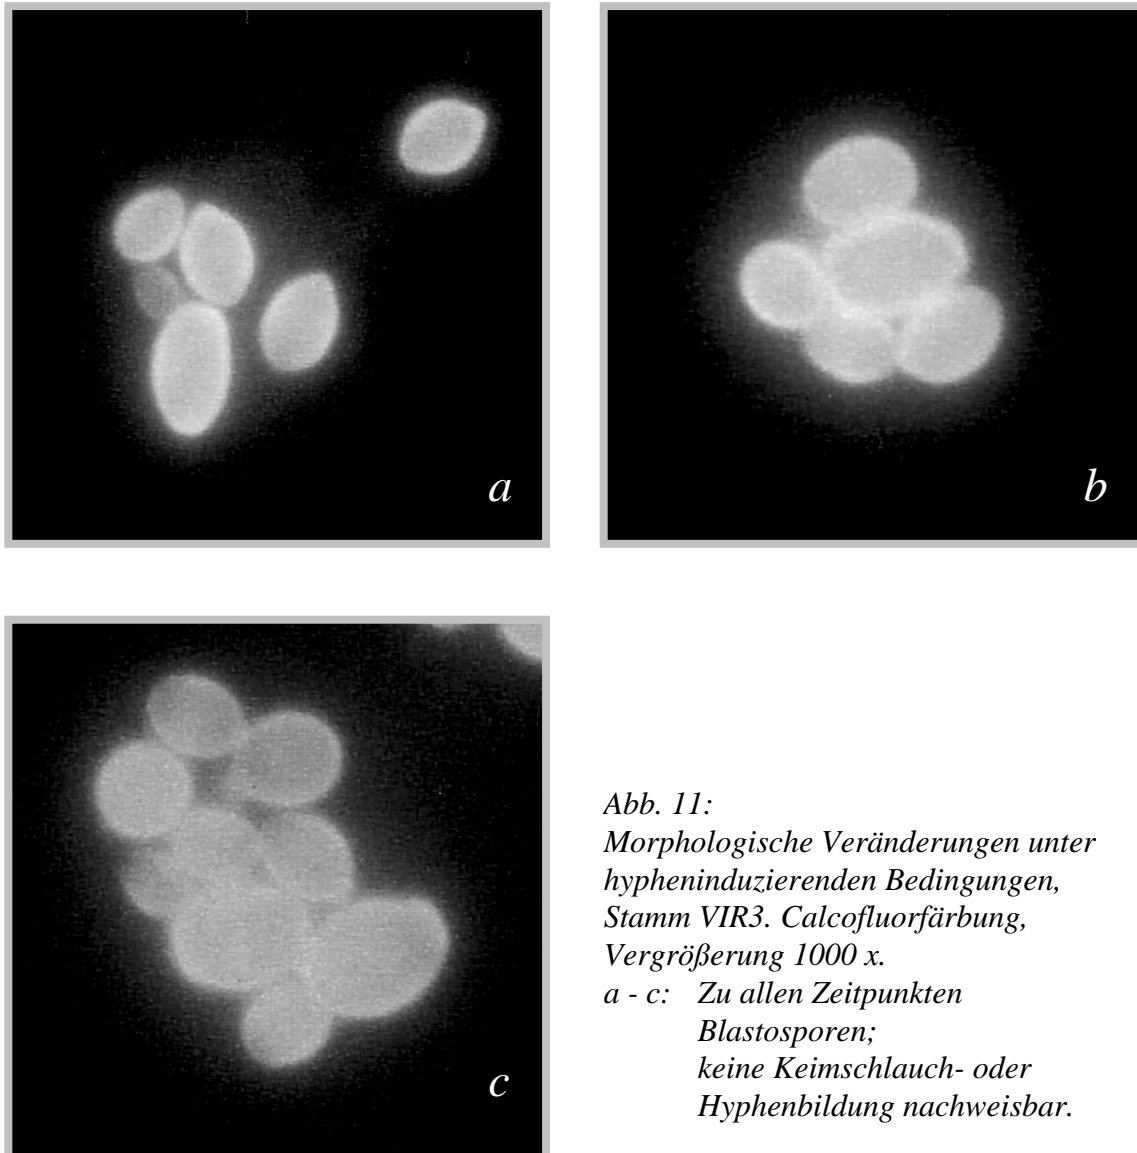 a
b
c
Abb. 11:
Morphologische Veränderungen unter
hypheninduzierenden Bedingungen,
Stamm VIR3. Calcofluorfärbung,
Vergrößerung 1000 x.
a - c: Zu allen Zeitpunkten
Blastosporen;
keine Keimschlauch- oder
Hyphenbildung nachweisbar.